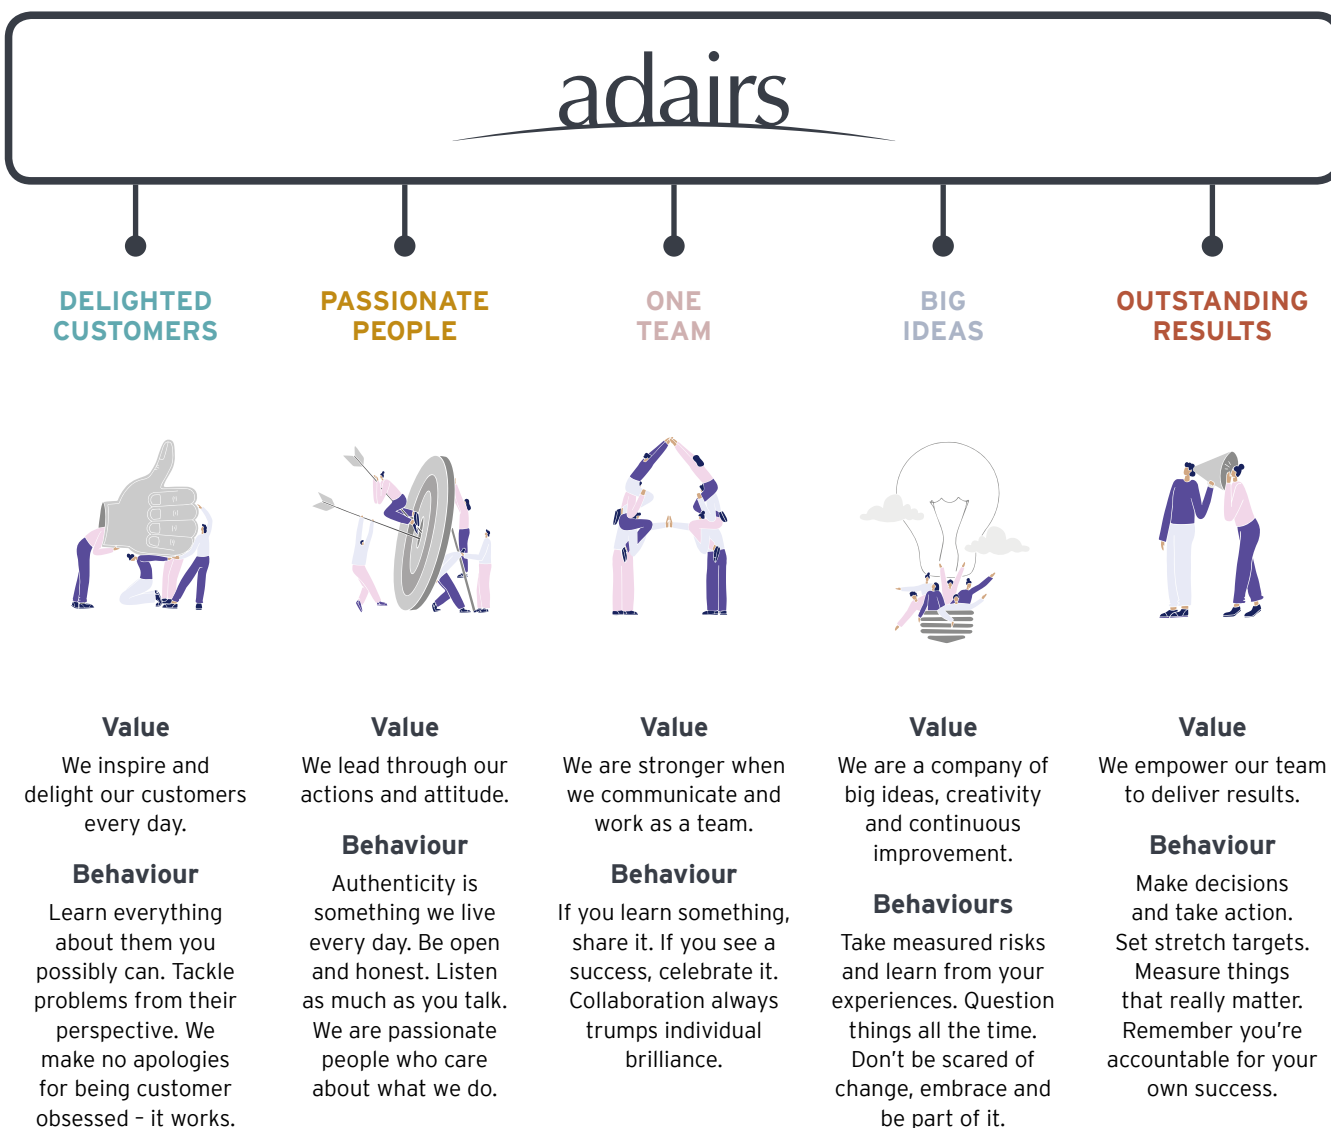 adairs
DELIGHTED
CUSTOMERS
Value
We inspire and
delight our customers
every day.
Behaviour
Learn everything
about them you
possibly can. Tackle
problems from their
perspective. We
make no apologies
for being customer
obsessed – it works.
PASSIONATE
PEOPLE
Value
We lead through our
actions and attitude.
Behaviour
Authenticity is
something we live
every day. Be open
and honest. Listen
as much as you talk.
We are passionate
people who care
about what we do.
ONE
TEAM
Value
We are stronger when
we communicate and
work as a team.
Behaviour
If you learn something,
share it. If you see a
success, celebrate it.
Collaboration always
trumps individual
brilliance.
BIG
IDEAS
Value
We are a company of
big ideas, creativity
and continuous
improvement.
Behaviours
Take measured risks
and learn from your
experiences. Question
things all the time.
Don't be scared of
change, embrace and
be part of it.
OUTSTANDING
RESULTS
Value
We empower our team
to deliver results.
Behaviour
Make decisions
and take action.
Set stretch targets.
Measure things
that really matter.
Remember you're
accountable for your
own success.